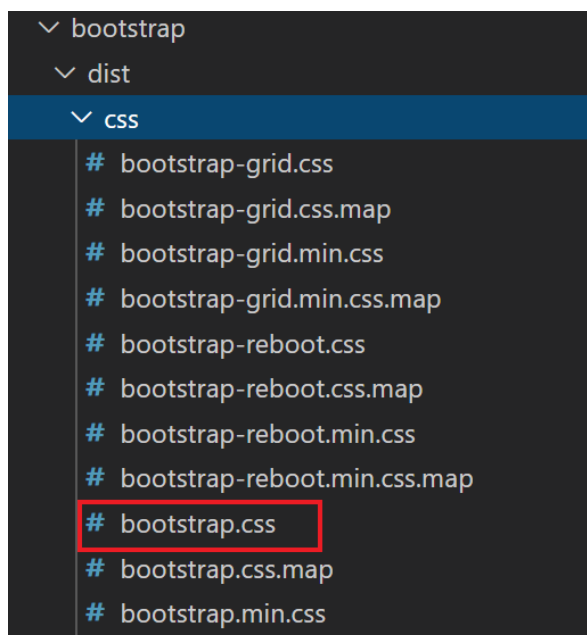 bootstrap
dist
css
# bootstrap-grid.css
# bootstrap-grid.css.map
# bootstrap-grid.min.css
# bootstrap-grid.min.css.map
# bootstrap-reboot.css
# bootstrap-reboot.css.map
# bootstrap-reboot.min.css
# bootstrap-reboot.min.css.map
# bootstrap.css
# bootstrap.css.map
# bootstrap.min.css